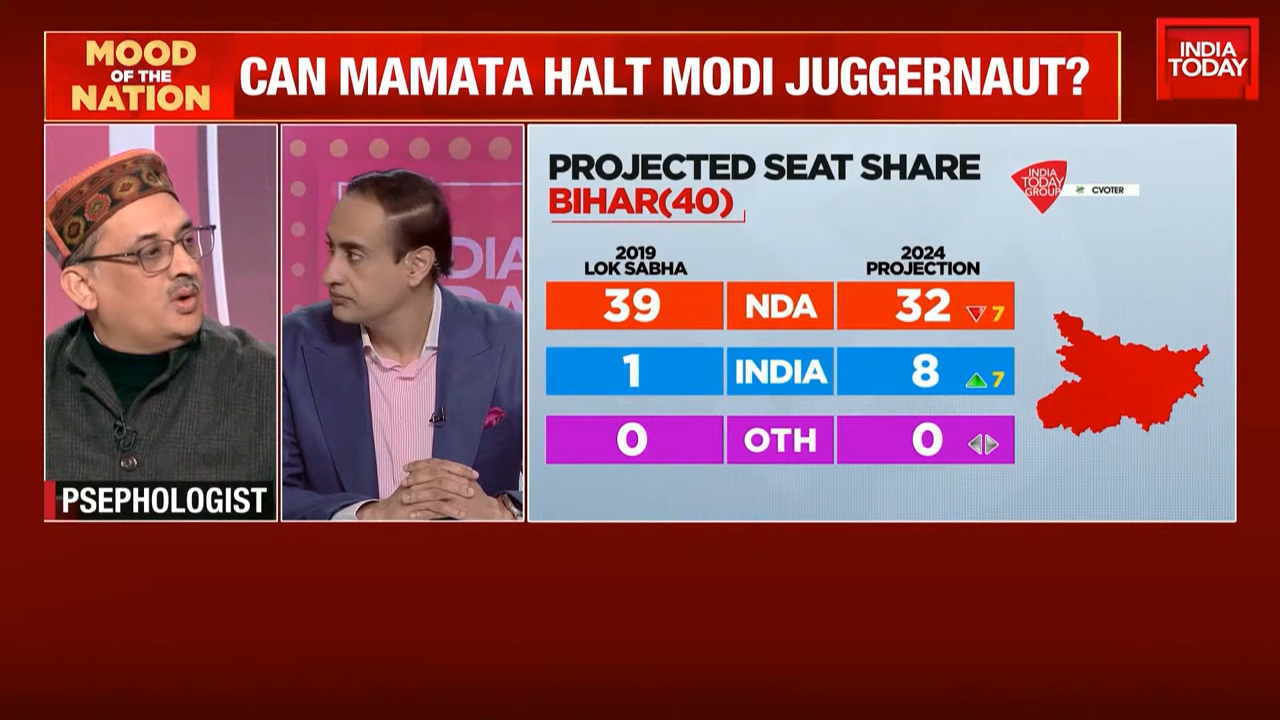 MOOD
OF THE
NATION
CAN MAMATA HALT MODI JUGGERNAUT?
INDIA
TODAY
PSEPHOLOGIST
PROJECTED SEAT SHARE
BIHAR(40)
INDIA
TODAY
GROUP
CVOTER
2019
LOK SABHA
2024
PROJECTION
39 NDA 32 7
1 INDIA 8 7
0 OTH 0